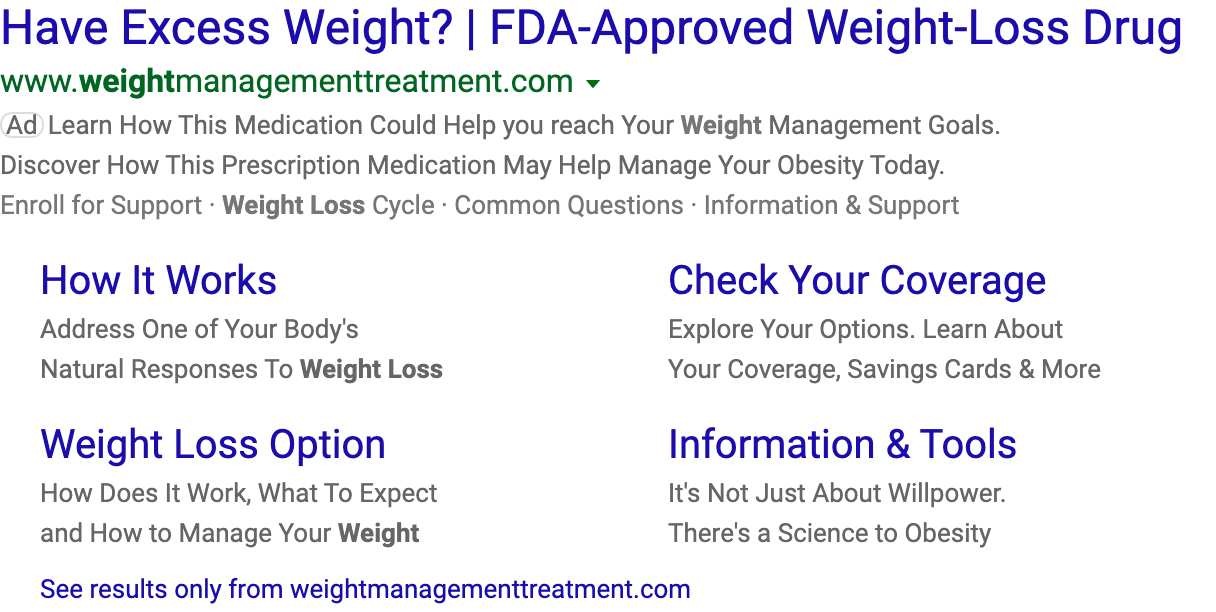 Have Excess Weight? | FDA-Approved Weight-Loss Drug
www.weightmanagementtreatment.com
Ad Learn How This Medication Could Help you reach Your Weight Management Goals.
Discover How This Prescription Medication May Help Manage Your Obesity Today.
Enroll for Support · Weight Loss Cycle · Common Questions · Information & Support
How It Works
Address One of Your Body's
Natural Responses To Weight Loss
Check Your Coverage
Explore Your Options. Learn About
Your Coverage, Savings Cards & More
Weight Loss Option
How Does It Work, What To Expect
and How to Manage Your Weight
Information & Tools
It's Not Just About Willpower.
There's a Science to Obesity
See results only from weightmanagementtreatment.com